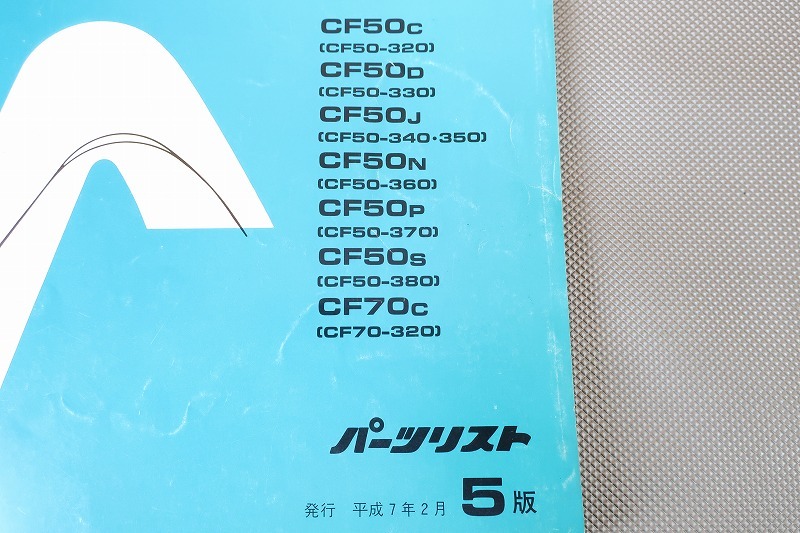 CF50C
(CF50-320)
CF50D
(CF50-330)
CF50J
(CF50-340・350)
CF50N
(CF50-360)
CF50P
(CF50-370)
CF50S
(CF50-380)
CF70C
(CF70-320)
パーツリスト
発行 平成7年2月 5版